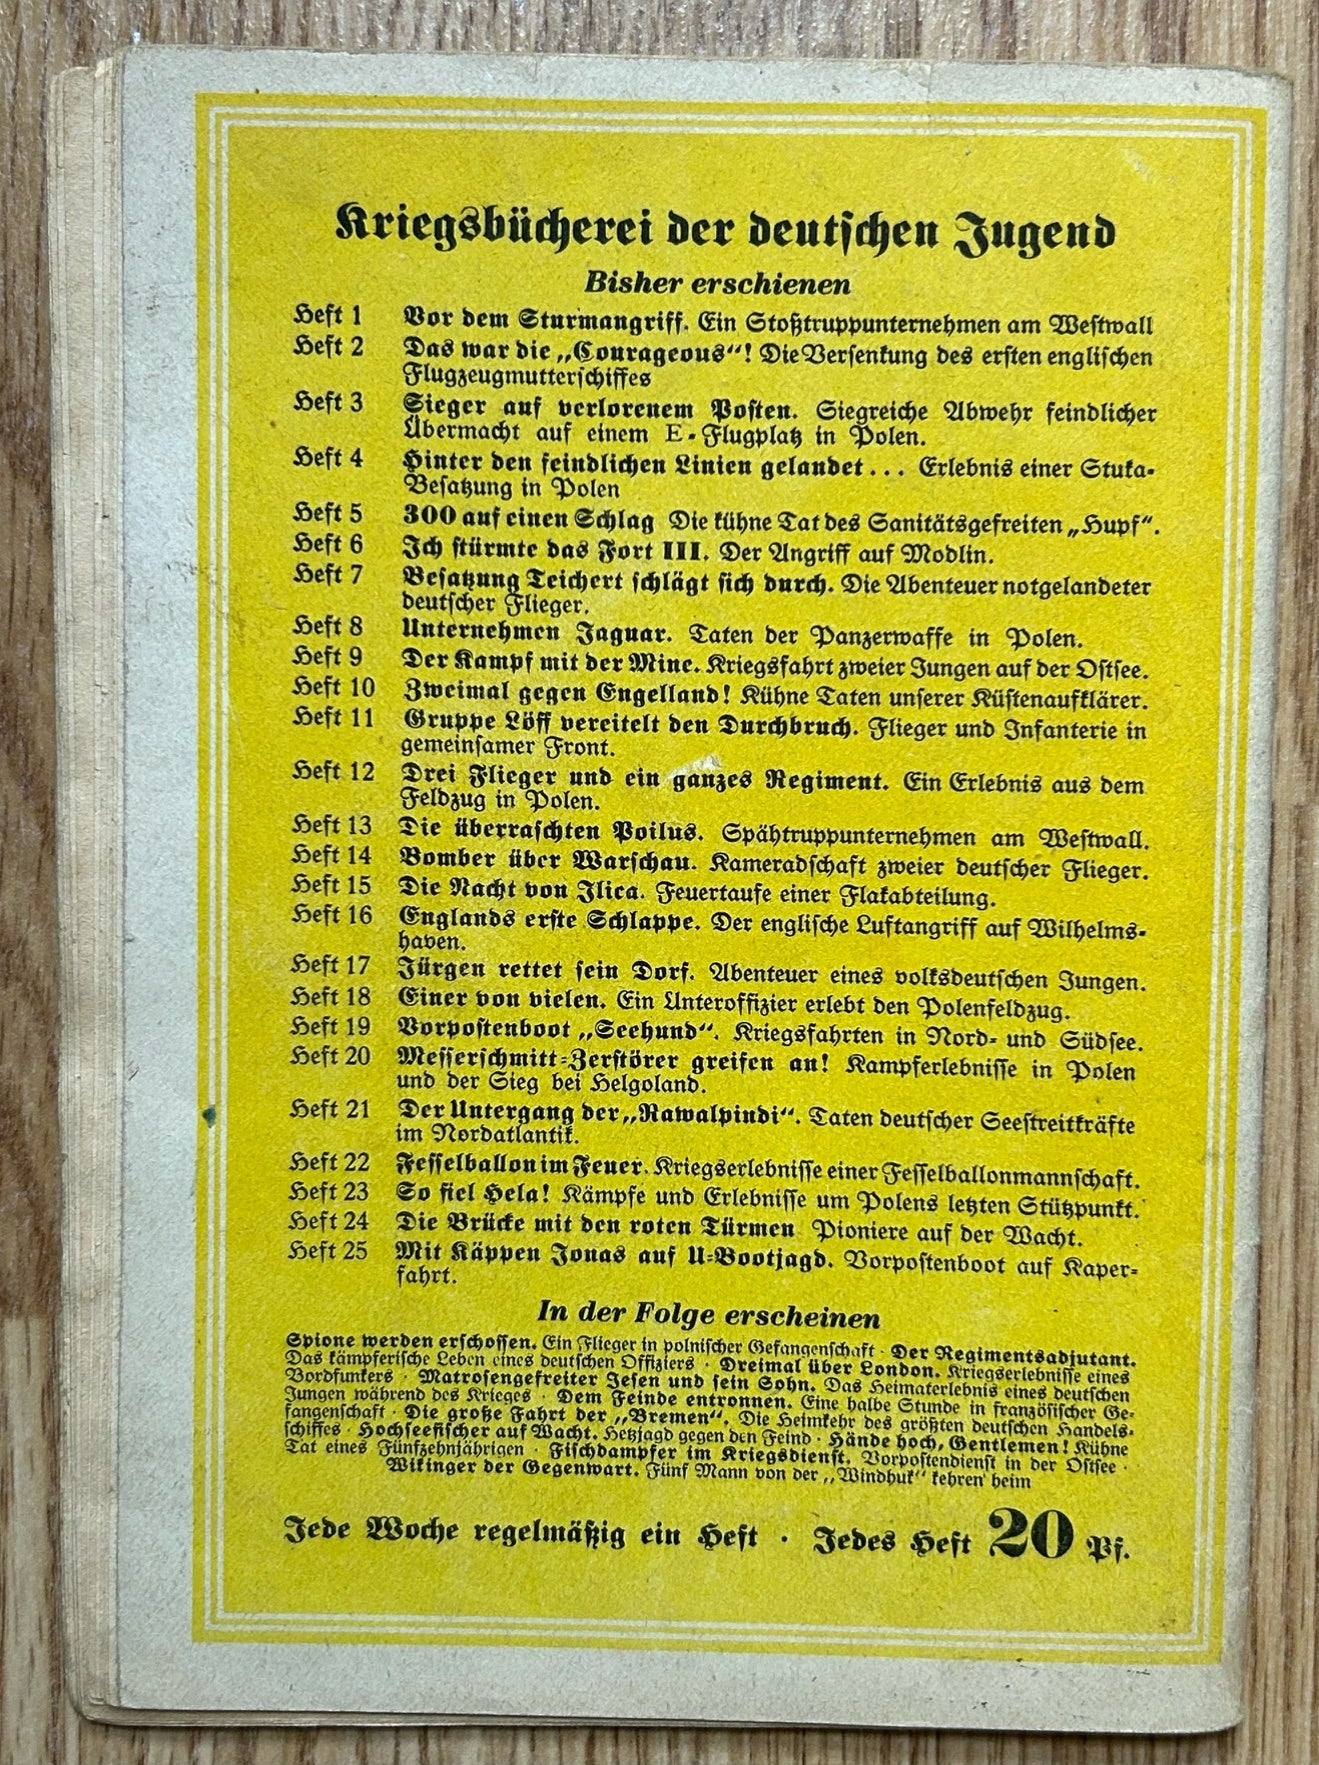 Kriegsbücherei der deutschen Jugend
Bisher erschienen
Heft 1 Vor dem Sturmangriff. Ein Stoßtruppunternehmen am Westwall
Heft 2 Das war die „Courageous“! Die Versenkung des ersten englischen
Flugzeugmutterschiffes
Heft 3 Sieger auf verlorenem Posten. Siegreiche Abwehr feindlicher
Übermacht auf einem E-Flugplatz in Polen.
Heft 4 Hinter den feindlichen Linien gelandet... Erlebnis einer Stuka-
Besatzung in Polen
Heft 5 300 auf einen Schlag Die kühne Tat des Sanitätsgefreiten „Hupf“.
Heft 6 Ich stürmte das Fort III. Der Angriff auf Modlin.
Heft 7 Besatzung Teichert schlägt sich durch. Die Abenteuer notgelandeter
deutscher Flieger.
Heft 8 Unternehmen Jaguar. Taten der Panzerwaffe in Polen.
Heft 9 Der Kampf mit der Mine. Kriegsfahrt zweier Jungen auf der Ostsee.
Heft 10 Zweimal gegen Engelland! Kühne Taten unserer Küstenaufklärer.
Heft 11 Gruppe Löff vereitelt den Durchbruch. Flieger und Infanterie in
gemeinsamer Front.
Heft 12 Drei Flieger und ein ganzes Regiment. Ein Erlebnis aus dem
Feldzug in Polen.
Heft 13 Die überraschten Poilus. Spähtruppunternehmen am Westwall.
Heft 14 Bomber über Warschau. Kameradschaft zweier deutscher Flieger.
Heft 15 Die Nacht von Ilica. Feuertaufe einer Flakabteilung.
Heft 16 Englands erste Schlappe. Der englische Luftangriff auf Wilhelms-
haven.
Heft 17 Jürgen rettet sein Dorf. Abenteuer eines volksdeutschen Jungen.
Heft 18 Einer von vielen. Ein Unteroffizier erlebt den Polenfeldzug.
Heft 19 Vorpostenboot „Seehund“. Kriegsfahrten in Nord- und Südsee.
Heft 20 Messerschmitt-Zerstörer greifen an! Kampferlebnisse in Polen
und der Sieg bei Helgoland.
Heft 21 Der Untergang der „Rawalpindi“. Taten deutscher Seestreitkräfte
im Nordatlantik.
Heft 22 Fesselballon im Feuer. Kriegserlebnisse einer Fesselballonmannschaft.
Heft 23 So fiel Hela! Kämpfe und Erlebnisse um Polens letzten Stützpunkt.
Heft 24 Die Brücke mit den roten Türmen Pioniere auf der Wacht.
Heft 25 Mit Käppen Jonas auf U-Bootjagd. Vorpostenboot auf Kaper-
fahrt.
In der Folge erscheinen
Spione werden erschossen. Ein Flieger in polnischer Gefangenschaft · Der Regimentsadjutant.
Das kämpferische Leben eines deutschen Offiziers · Dreimal über London. Kriegserlebnisse eines
Bordfunkers · Matrosengefreiter Jesen und sein Sohn. Das Heimaterlebnis eines deutschen
Jungen während des Krieges · Dem Feinde entronnen. Eine halbe Stunde in französischer Ge-
fangenschaft · Die große Fahrt der „Bremen“. Die Heimkehr des größten deutschen Handels-
schiffes · Hochseefischer auf Wacht. Hetzjagd gegen den Feind · Hände hoch, Gentlemen! Kühne
Tat eines Fünfzehnjährigen · Fischdampfer im Kriegsdienst. Vorpostendienst in der Ostsee ·
Wikinger der Gegenwart. Fünf Mann von der „Windhuk“ kehren heim
Jede Woche regelmäßig ein Heft · Jedes Heft 20 Pf.